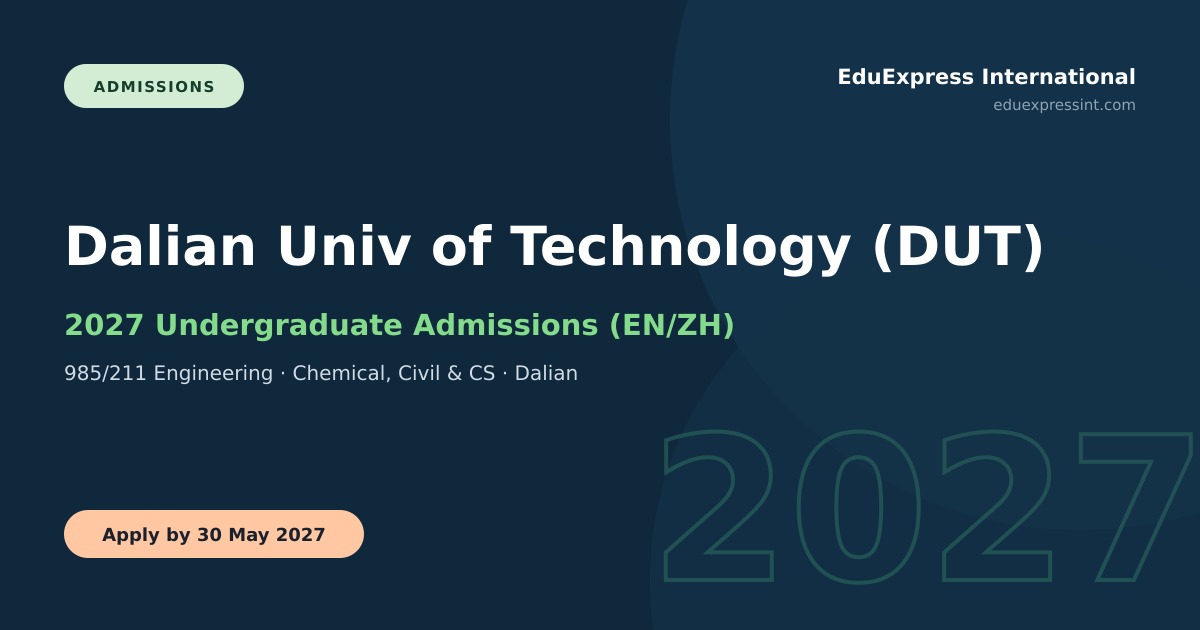 ADMISSIONS
EduExpress International
eduexpressint.com
Dalian Univ of Technology (DUT)
2027 Undergraduate Admissions (EN/ZH)
985/211 Engineering · Chemical, Civil & CS · Dalian
2027
Apply by 30 May 2027